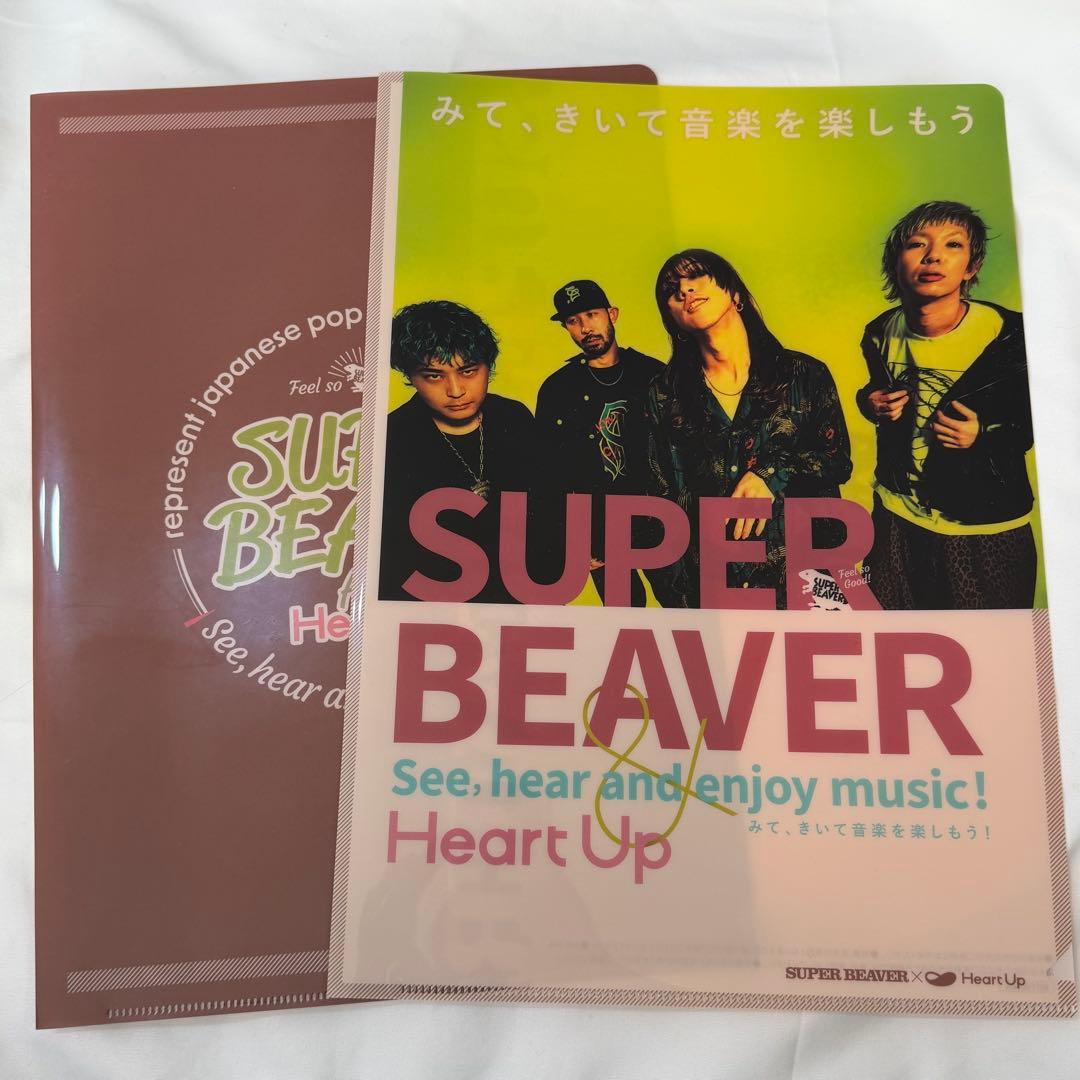 represent japanese pop
Feel so
SUP
BEA
He
See, hear a
みて、きいて音楽を楽しもう
SUPER
Feel so
Good!
SUPER
BEAVER
BEAVER
&
See, hear and enjoy music!
みて、きいて音楽を楽しもう!
Heart Up
SUPER BEAVER × Heart Up